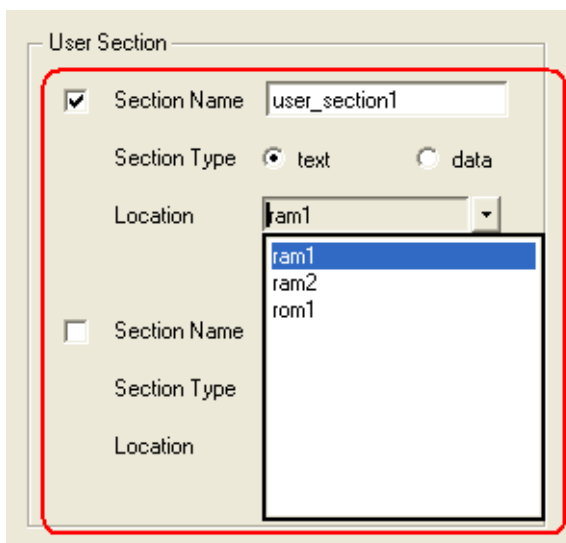 User Section
Section Name user_section1
Section Type text data
Location ram1
ram1
ram2
rom1
Section Name
Section Type
Location